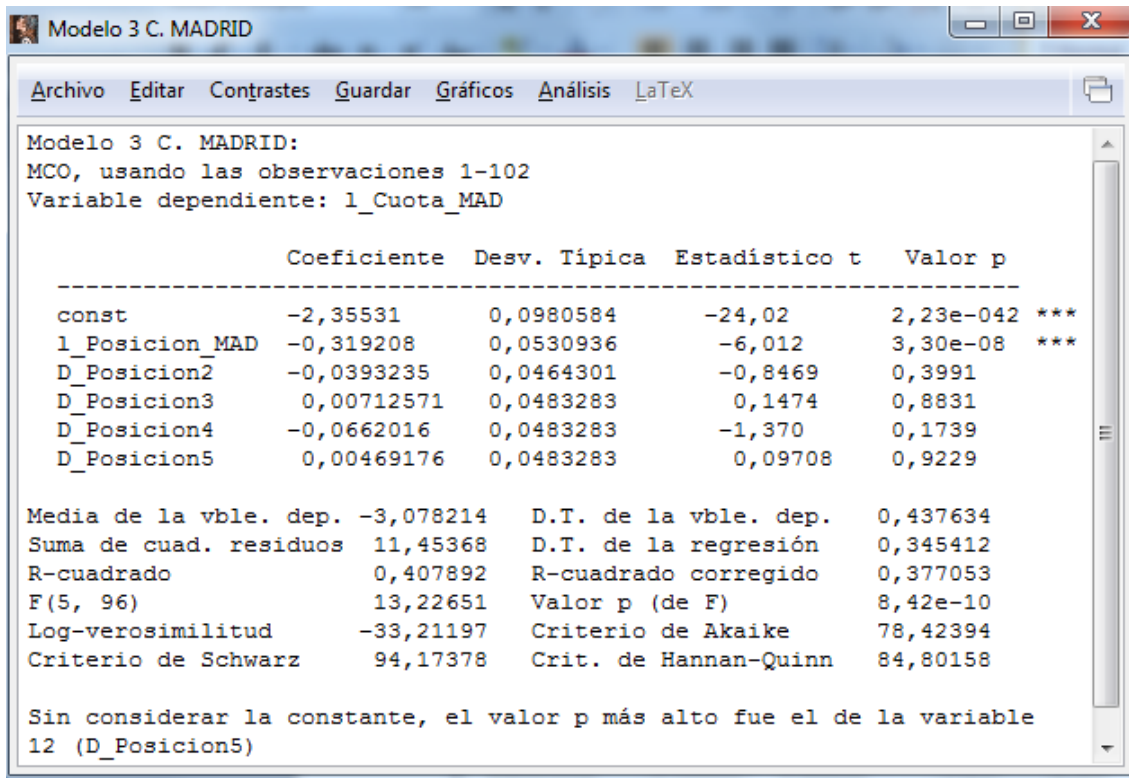 Modelo 3 C. MADRID
Archivo Editar Contrastes Guardar Gráficos Análisis LaTeX
Modelo 3 C. MADRID:
MCO, usando las observaciones 1-102
Variable dependiente: l_Cuota_MAD
Coeficiente Desv. Típica Estadístico t Valor p
------------------------------------------------------------------
const -2,35531 0,0980584 -24,02 2,23e-042 ***
l_Posicion_MAD -0,319208 0,0530936 -6,012 3,30e-08 ***
D_Posicion2 -0,0393235 0,0464301 -0,8469 0,3991
D_Posicion3 0,00712571 0,0483283 0,1474 0,8831
D_Posicion4 -0,0662016 0,0483283 -1,370 0,1739
D_Posicion5 0,00469176 0,0483283 0,09708 0,9229
Media de la vble. dep. -3,078214 D.T. de la vble. dep. 0,437634
Suma de cuad. residuos 11,45368 D.T. de la regresión 0,345412
R-cuadrado 0,407892 R-cuadrado corregido 0,377053
F(5, 96) 13,22651 Valor p (de F) 8,42e-10
Log-verosimilitud -33,21197 Criterio de Akaike 78,42394
Criterio de Schwarz 94,17378 Crit. de Hannan-Quinn 84,80158
Sin considerar la constante, el valor p más alto fue el de la variable
12 (D_Posicion5)